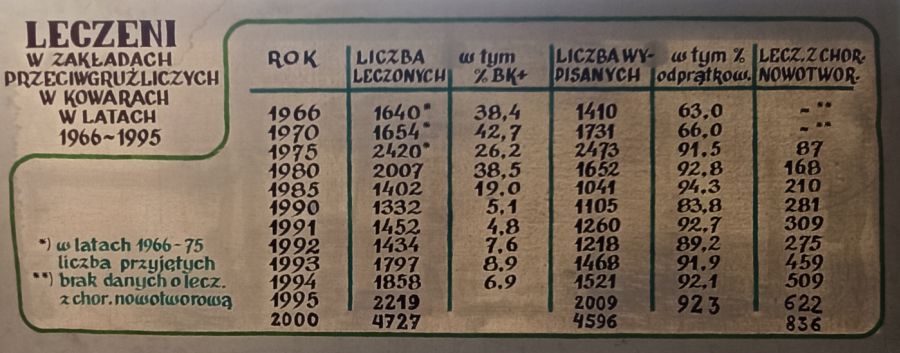 LECZENI
W ZAKŁADACH
PRZECIWGRUŹLICZYCH
W KOWARACH
W LATACH
1966~1995
ROK LICZBA LECZONYCH w tym % BK+ LICZBA WY-PISANYCH w tym % odprątkow. LECZ. Z CHOR. NOWOTWOR.
1966 1640* 38,4 1410 63.0 ~**
1970 1654* 42,7 1731 66.0 ~**
1975 2420* 26.2 2473 91.5 87
1980 2007 38,5 1652 92,8 168
1985 1402 19.0 1041 94.3 210
1990 1332 5,1 1105 83,8 281
1991 1452 4,8 1260 92,7 309
1992 1434 7,6 1218 89,2 275
1993 1797 8.9 1468 91.9 459
1994 1858 6.9 1521 92,1 509
1995 2219 2009 923 622
2000 4727 4596 836
*) w latach 1966-75
liczba przyjętych
**) brak danych o lecz.
z chor. nowotworową